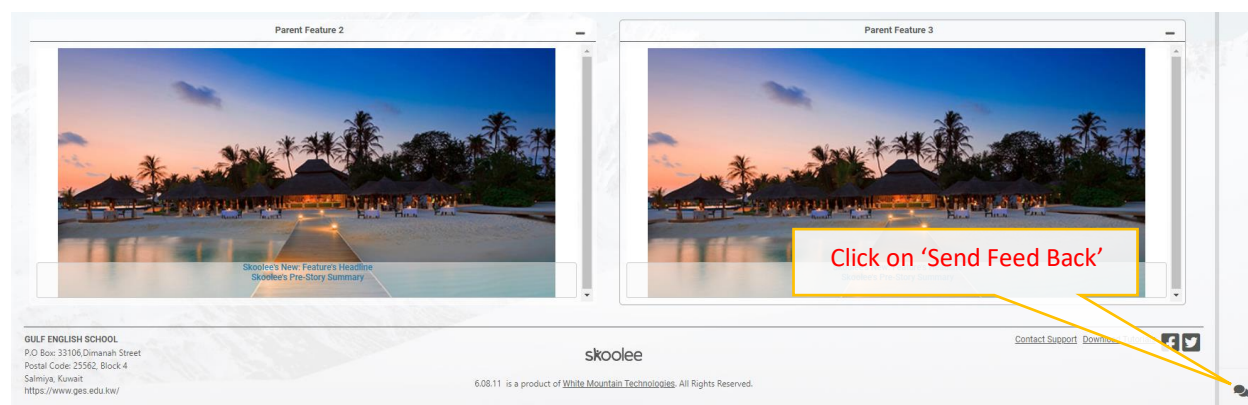 Parent Feature 2
Parent Feature 3
Skoolee's New: Feature's Headline
Skoolee's Pre-Story Summary
Click on ‘Send Feed Back’
GULF ENGLISH SCHOOL
P.O Box: 33106,Dimanah Street
Postal Code: 25562, Block 4
Salmiya, Kuwait
https://www.ges.edu.kw/
skoolee
6.08.11 is a product of White Mountain Technologies. All Rights Reserved.
Contact Support